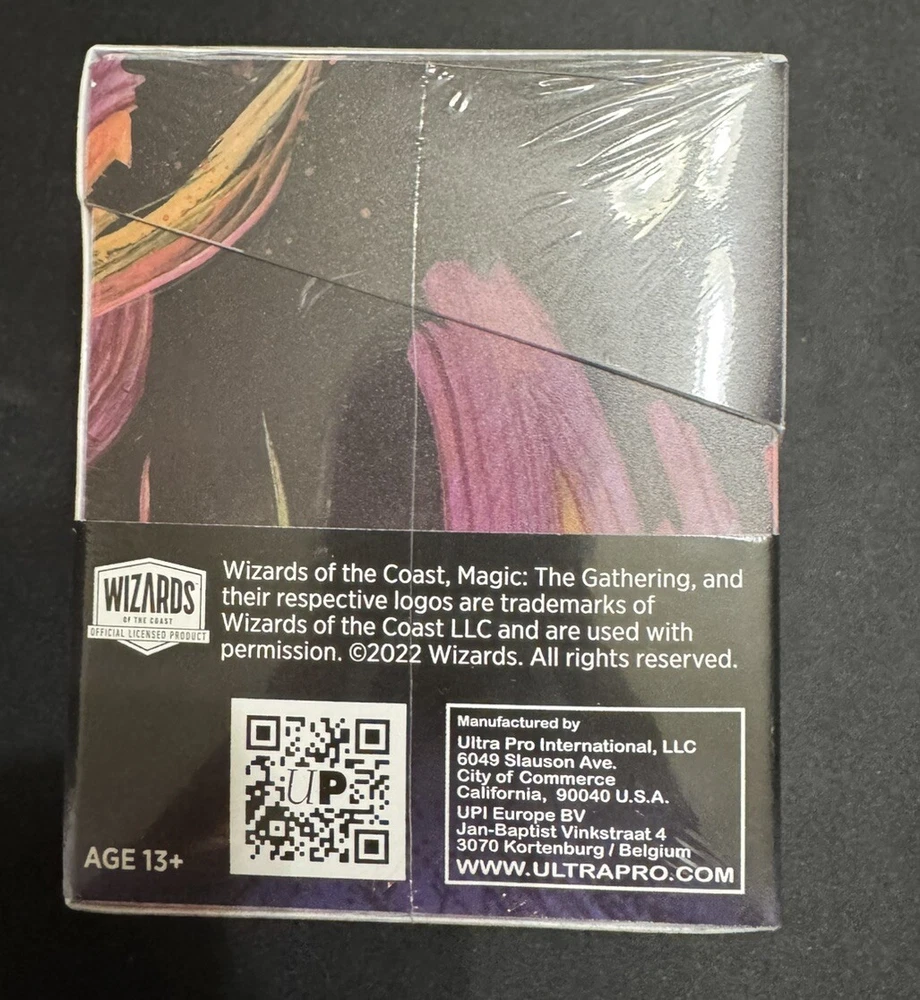 WIZARDS
OF THE COAST
OFFICIAL LICENSED PRODUCT
Wizards of the Coast, Magic: The Gathering, and
their respective logos are trademarks of
Wizards of the Coast LLC and are used with
permission. ©2022 Wizards. All rights reserved.
AGE 13+
UP
Manufactured by
Ultra Pro International, LLC
6049 Slauson Ave.
City of Commerce
California, 90040 U.S.A.
UPI Europe BV
Jan-Baptist Vinkstraat 4
3070 Kortenburg / Belgium
WWW.ULTRAPRO.COM